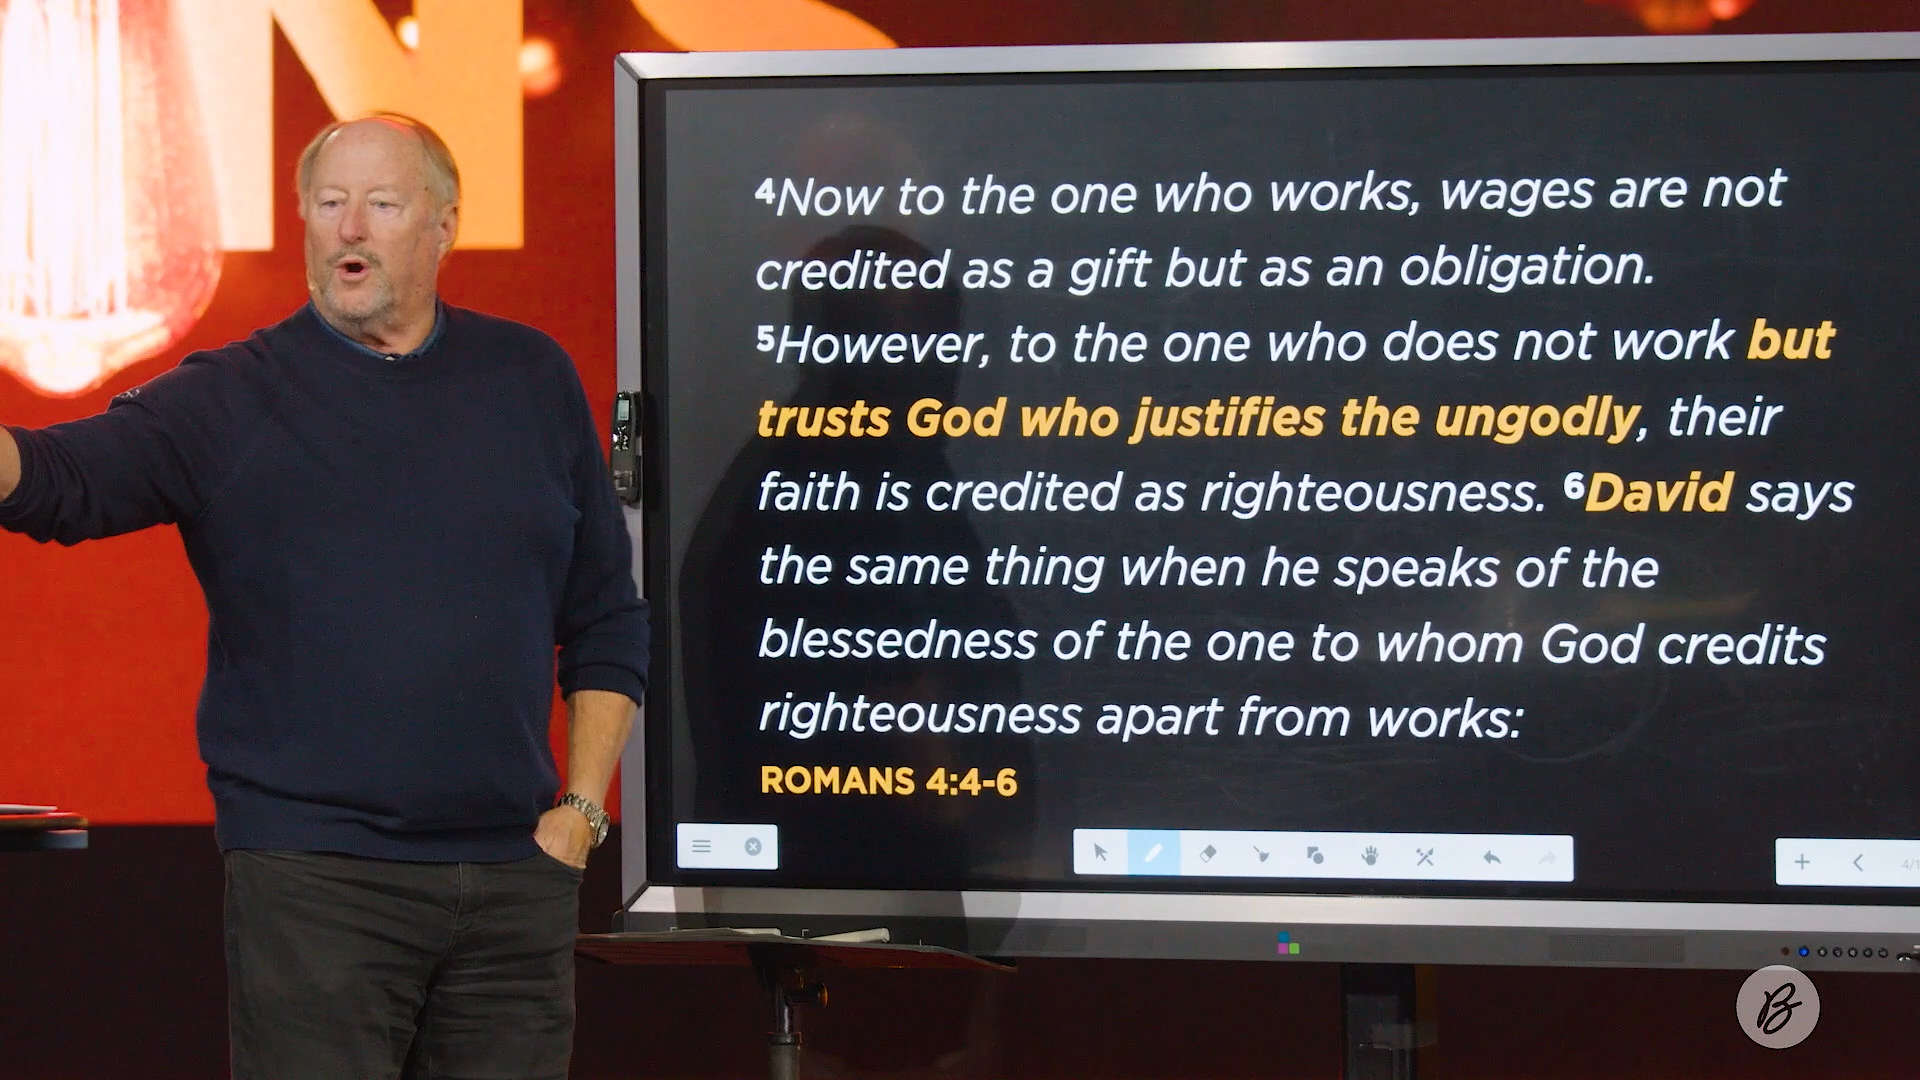 NS
⁴Now to the one who works, wages are not
credited as a gift but as an obligation.
⁵However, to the one who does not work but
trusts God who justifies the ungodly, their
faith is credited as righteousness. ⁶David says
the same thing when he speaks of the
blessedness of the one to whom God credits
righteousness apart from works:
ROMANS 4:4-6
4/1
B